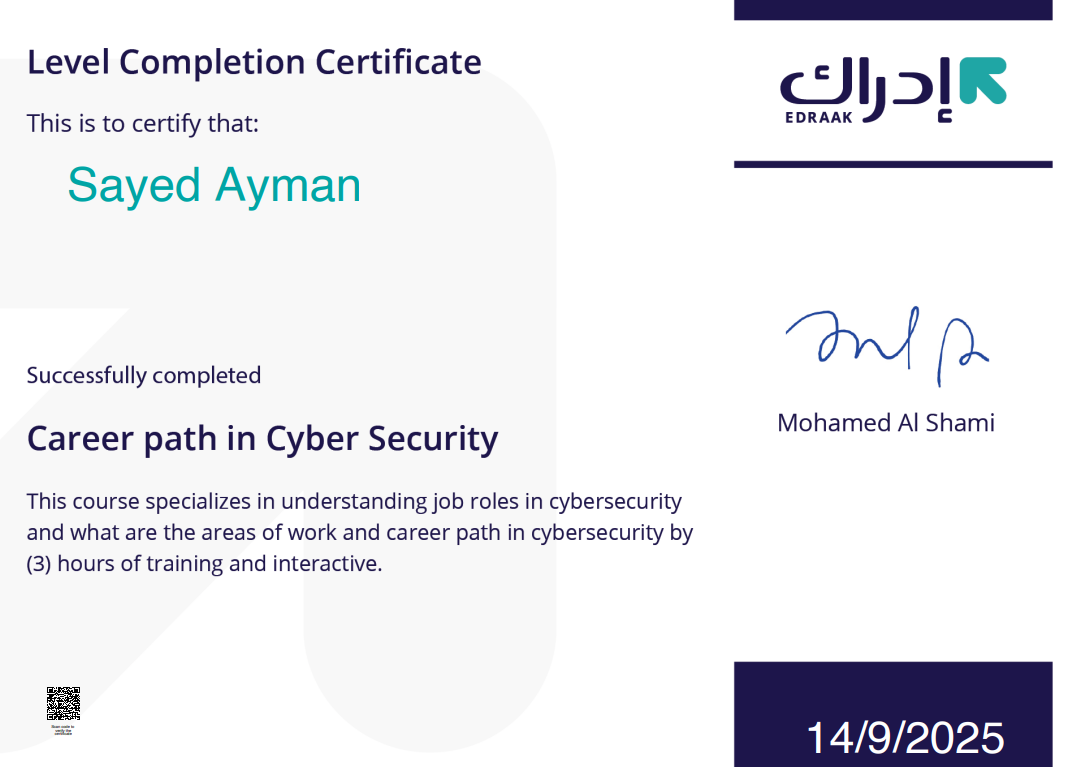 Level Completion Certificate
This is to certify that:
Sayed Ayman
Successfully completed
Career path in Cyber Security
This course specializes in understanding job roles in cybersecurity
and what are the areas of work and career path in cybersecurity by
(3) hours of training and interactive.
Scan code to
verify the
certificate
إدراك
EDRAAK
Mohamed Al Shami
14/9/2025